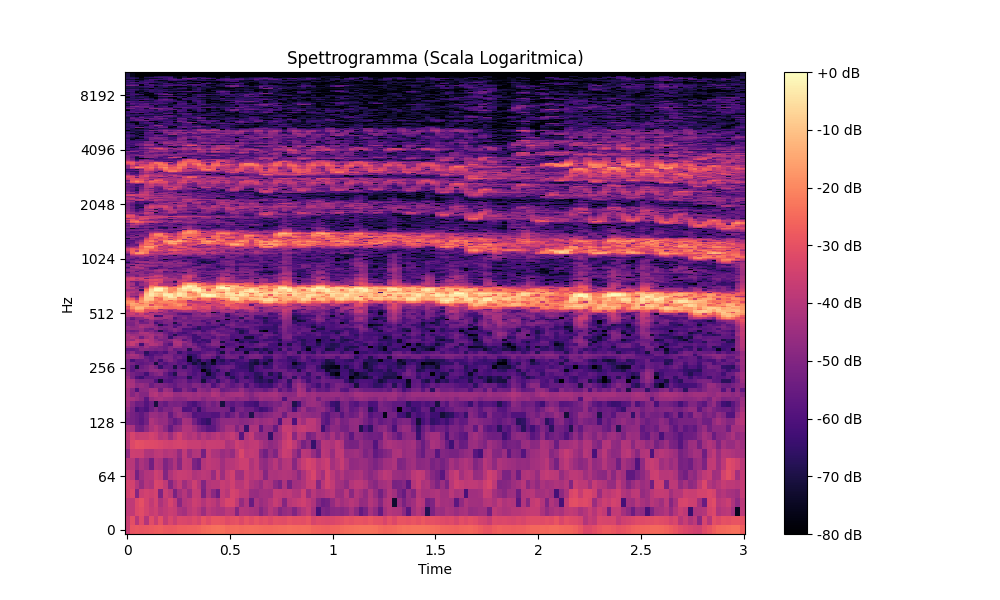 Spettrogramma (Scala Logaritmica)
8192
4096
2048
1024
512
256
128
64
0
Hz
0 0.5 1 1.5 2 2.5 3
Time
+0 dB
-10 dB
-20 dB
-30 dB
-40 dB
-50 dB
-60 dB
-70 dB
-80 dB